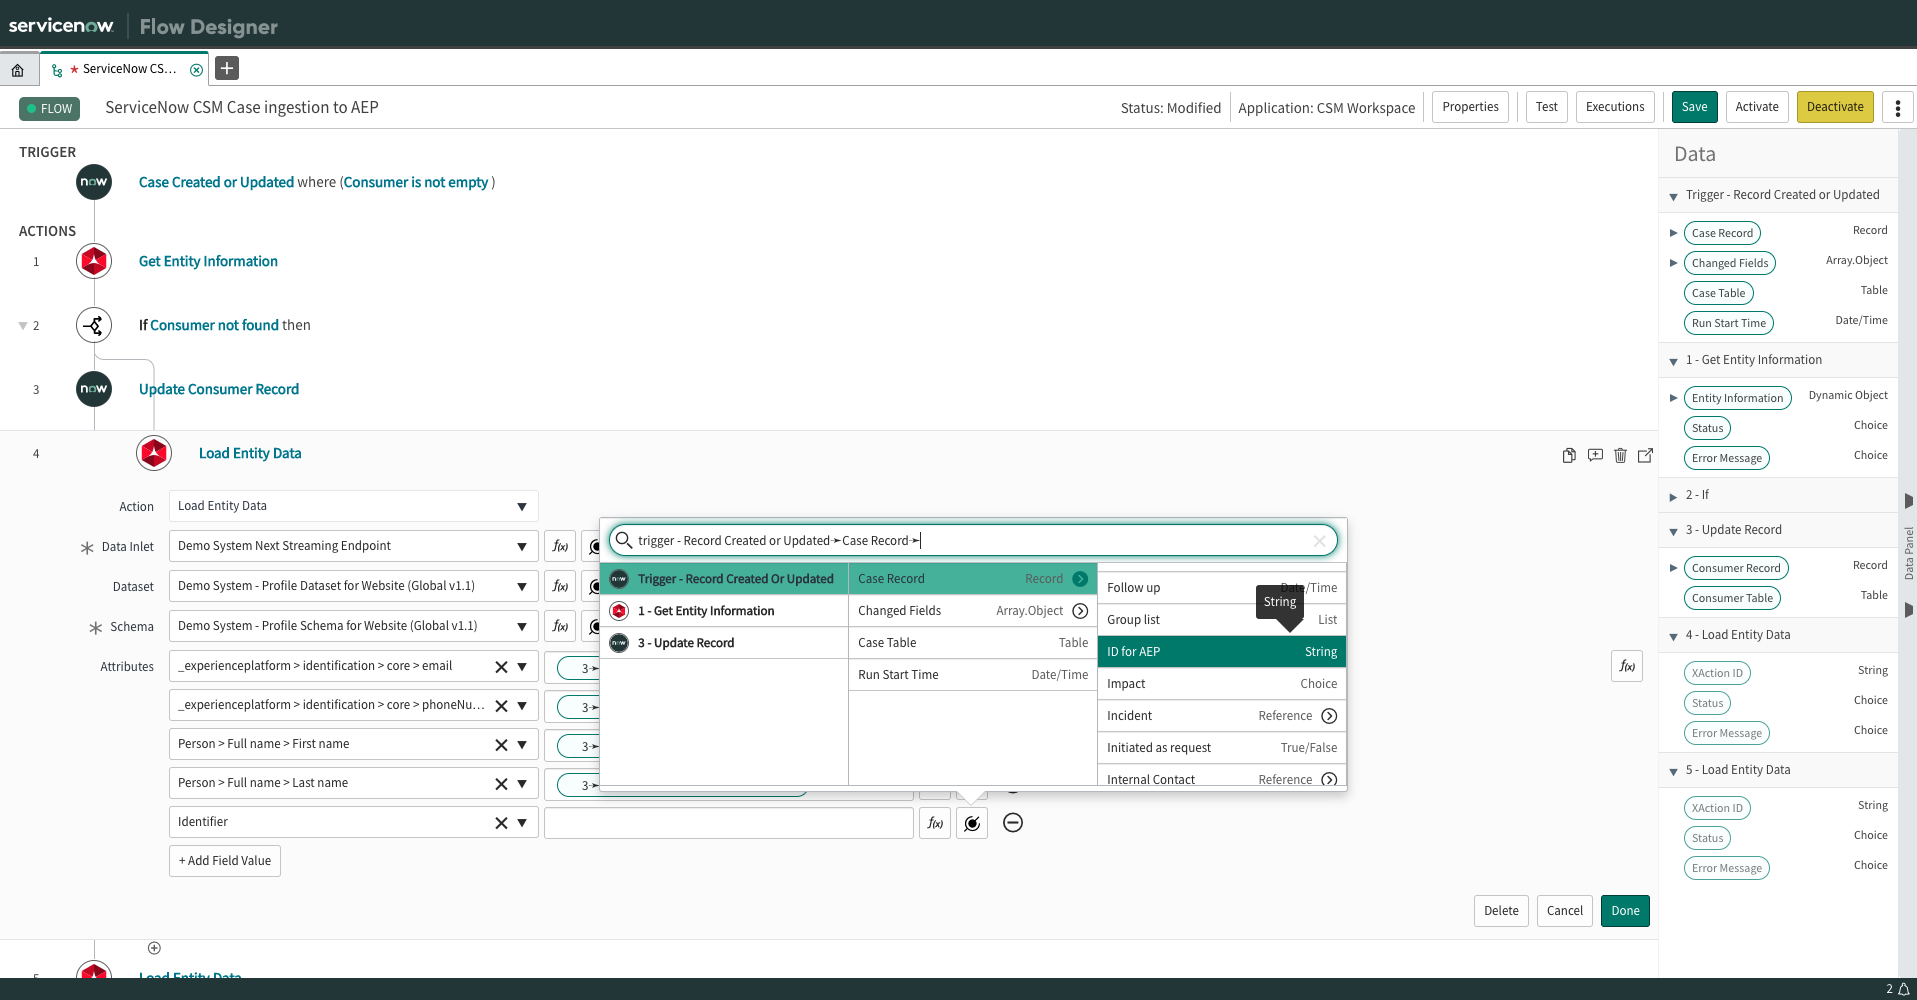 servicenow Flow Designer
ServiceNow CS...
FLOW ServiceNow CSM Case ingestion to AEP Status: Modified Application: CSM Workspace Properties Test Executions Save Activate Deactivate
TRIGGER
now Case Created or Updated where (Consumer is not empty )
ACTIONS
1 Get Entity Information
2 If Consumer not found then
3 now Update Consumer Record
4 Load Entity Data
Action Load Entity Data
Data Inlet Demo System Next Streaming Endpoint f(x)
Dataset Demo System - Profile Dataset for Website (Global v1.1) f(x)
Schema Demo System - Profile Schema for Website (Global v1.1) f(x)
Attributes _experienceplatform > identification > core > email 3➛ f(x)
_experienceplatform > identification > core > phoneNu... 3➛
Person > Full name > First name 3➛
Person > Full name > Last name 3➛
Identifier f(x)
+ Add Field Value
Delete Cancel Done
5 Load Entity Data
trigger - Record Created or Updated➛Case Record➛
now Trigger - Record Created Or Updated
1 - Get Entity Information
now 3 - Update Record
Case Record Record
Changed Fields Array.Object
Case Table Table
Run Start Time Date/Time
Follow up Date/Time
String
Group list List
ID for AEP String
Impact Choice
Incident Reference
Initiated as request True/False
Internal Contact Reference
Data
Trigger - Record Created or Updated
Case Record Record
Changed Fields Array.Object
Case Table Table
Run Start Time Date/Time
1 - Get Entity Information
Entity Information Dynamic Object
Status Choice
Error Message Choice
2 - If
3 - Update Record
Consumer Record Record
Consumer Table Table
4 - Load Entity Data
XAction ID String
Status Choice
Error Message Choice
5 - Load Entity Data
XAction ID String
Status Choice
Error Message Choice
Data Panel
2